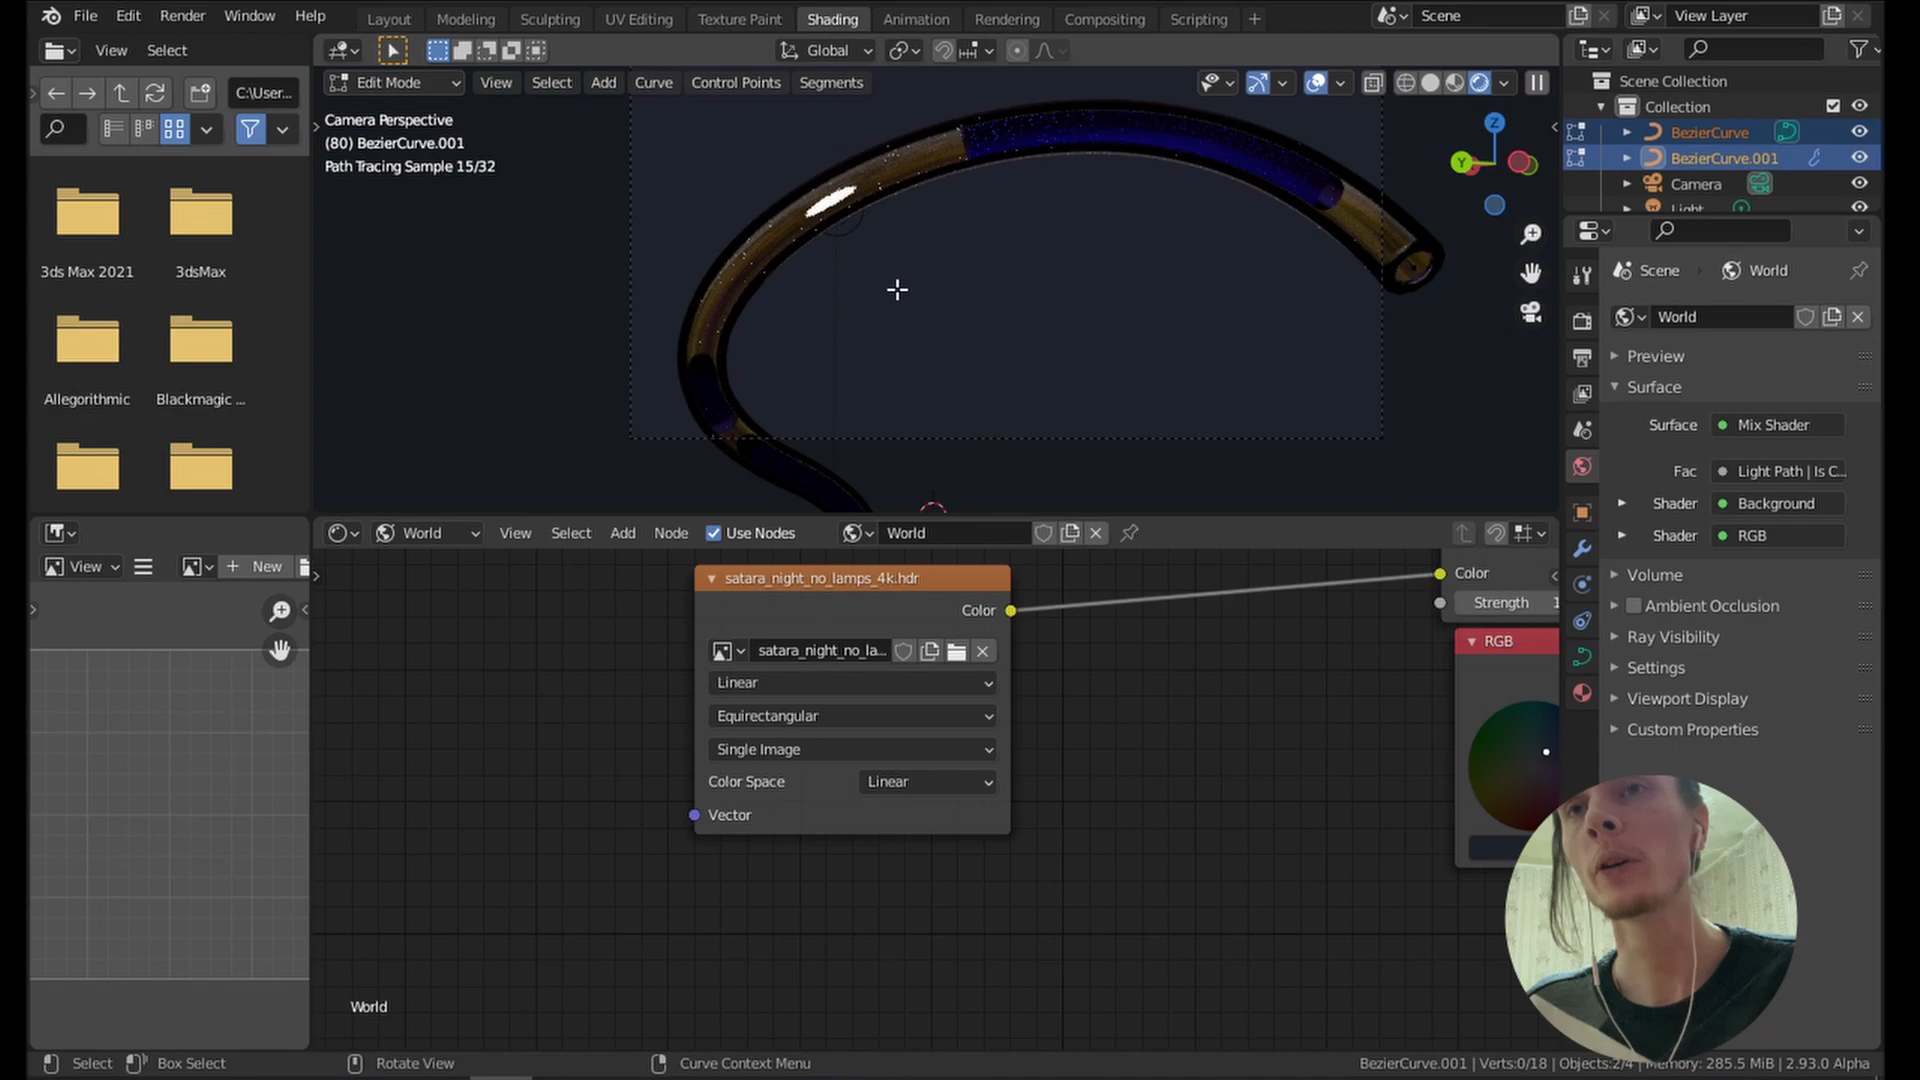 File Edit Render Window Help Layout Modeling Sculpting UV Editing Texture Paint Shading Animation Rendering Compositing Scripting + Scene View Layer
View Select
Global
C:\User...
Edit Mode View Select Add Curve Control Points Segments
Camera Perspective
(80) BezierCurve.001
Path Tracing Sample 15/32
Z
Y
3ds Max 2021
3dsMax
Allegorithmic
Blackmagic ...
Scene Collection
Collection
BezierCurve
BezierCurve.001
Camera
Light
Scene World
World
Preview
Surface
Surface Mix Shader
Fac Light Path | Is C...
Shader Background
Shader RGB
Volume
Ambient Occlusion
Ray Visibility
Settings
Viewport Display
Custom Properties
View + New
World View Select Add Node Use Nodes World
satara_night_no_lamps_4k.hdr
Color
satara_night_no_la...
Linear
Equirectangular
Single Image
Color Space Linear
Vector
Color
Strength 1
RGB
World
Select Box Select Rotate View Curve Context Menu
BezierCurve.001 | Verts:0/18 | Objects:2/4 | Memory: 285.5 MiB | 2.93.0 Alpha